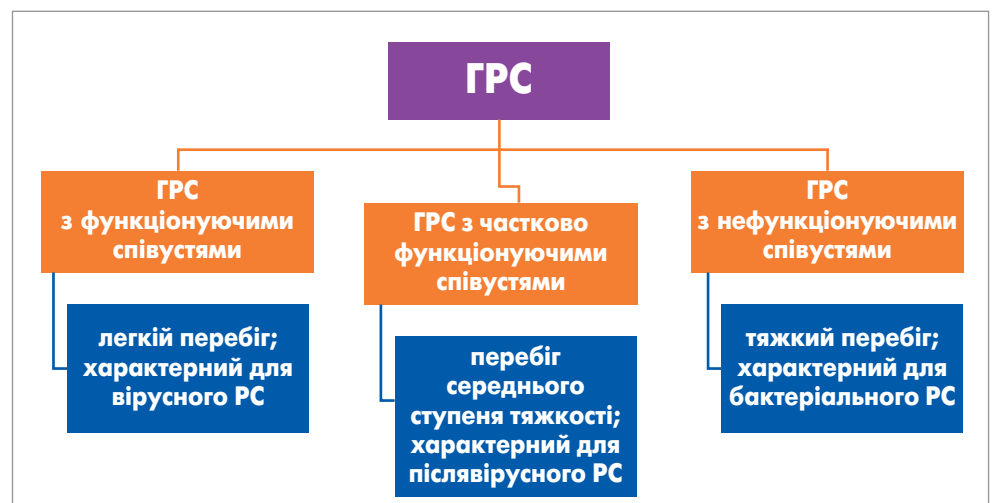 ГРС
ГРС
з функціонуючими
співустями
ГРС з частково
функціонуючими
співустями
ГРС
з нефункціонуючими
співустями
легкій перебіг;
характерний для
вірусного РС
перебіг
середнього
ступеня тяжкості;
характерний для
післявірусного РС
тяжкий перебіг;
характерний для
бактеріального РС